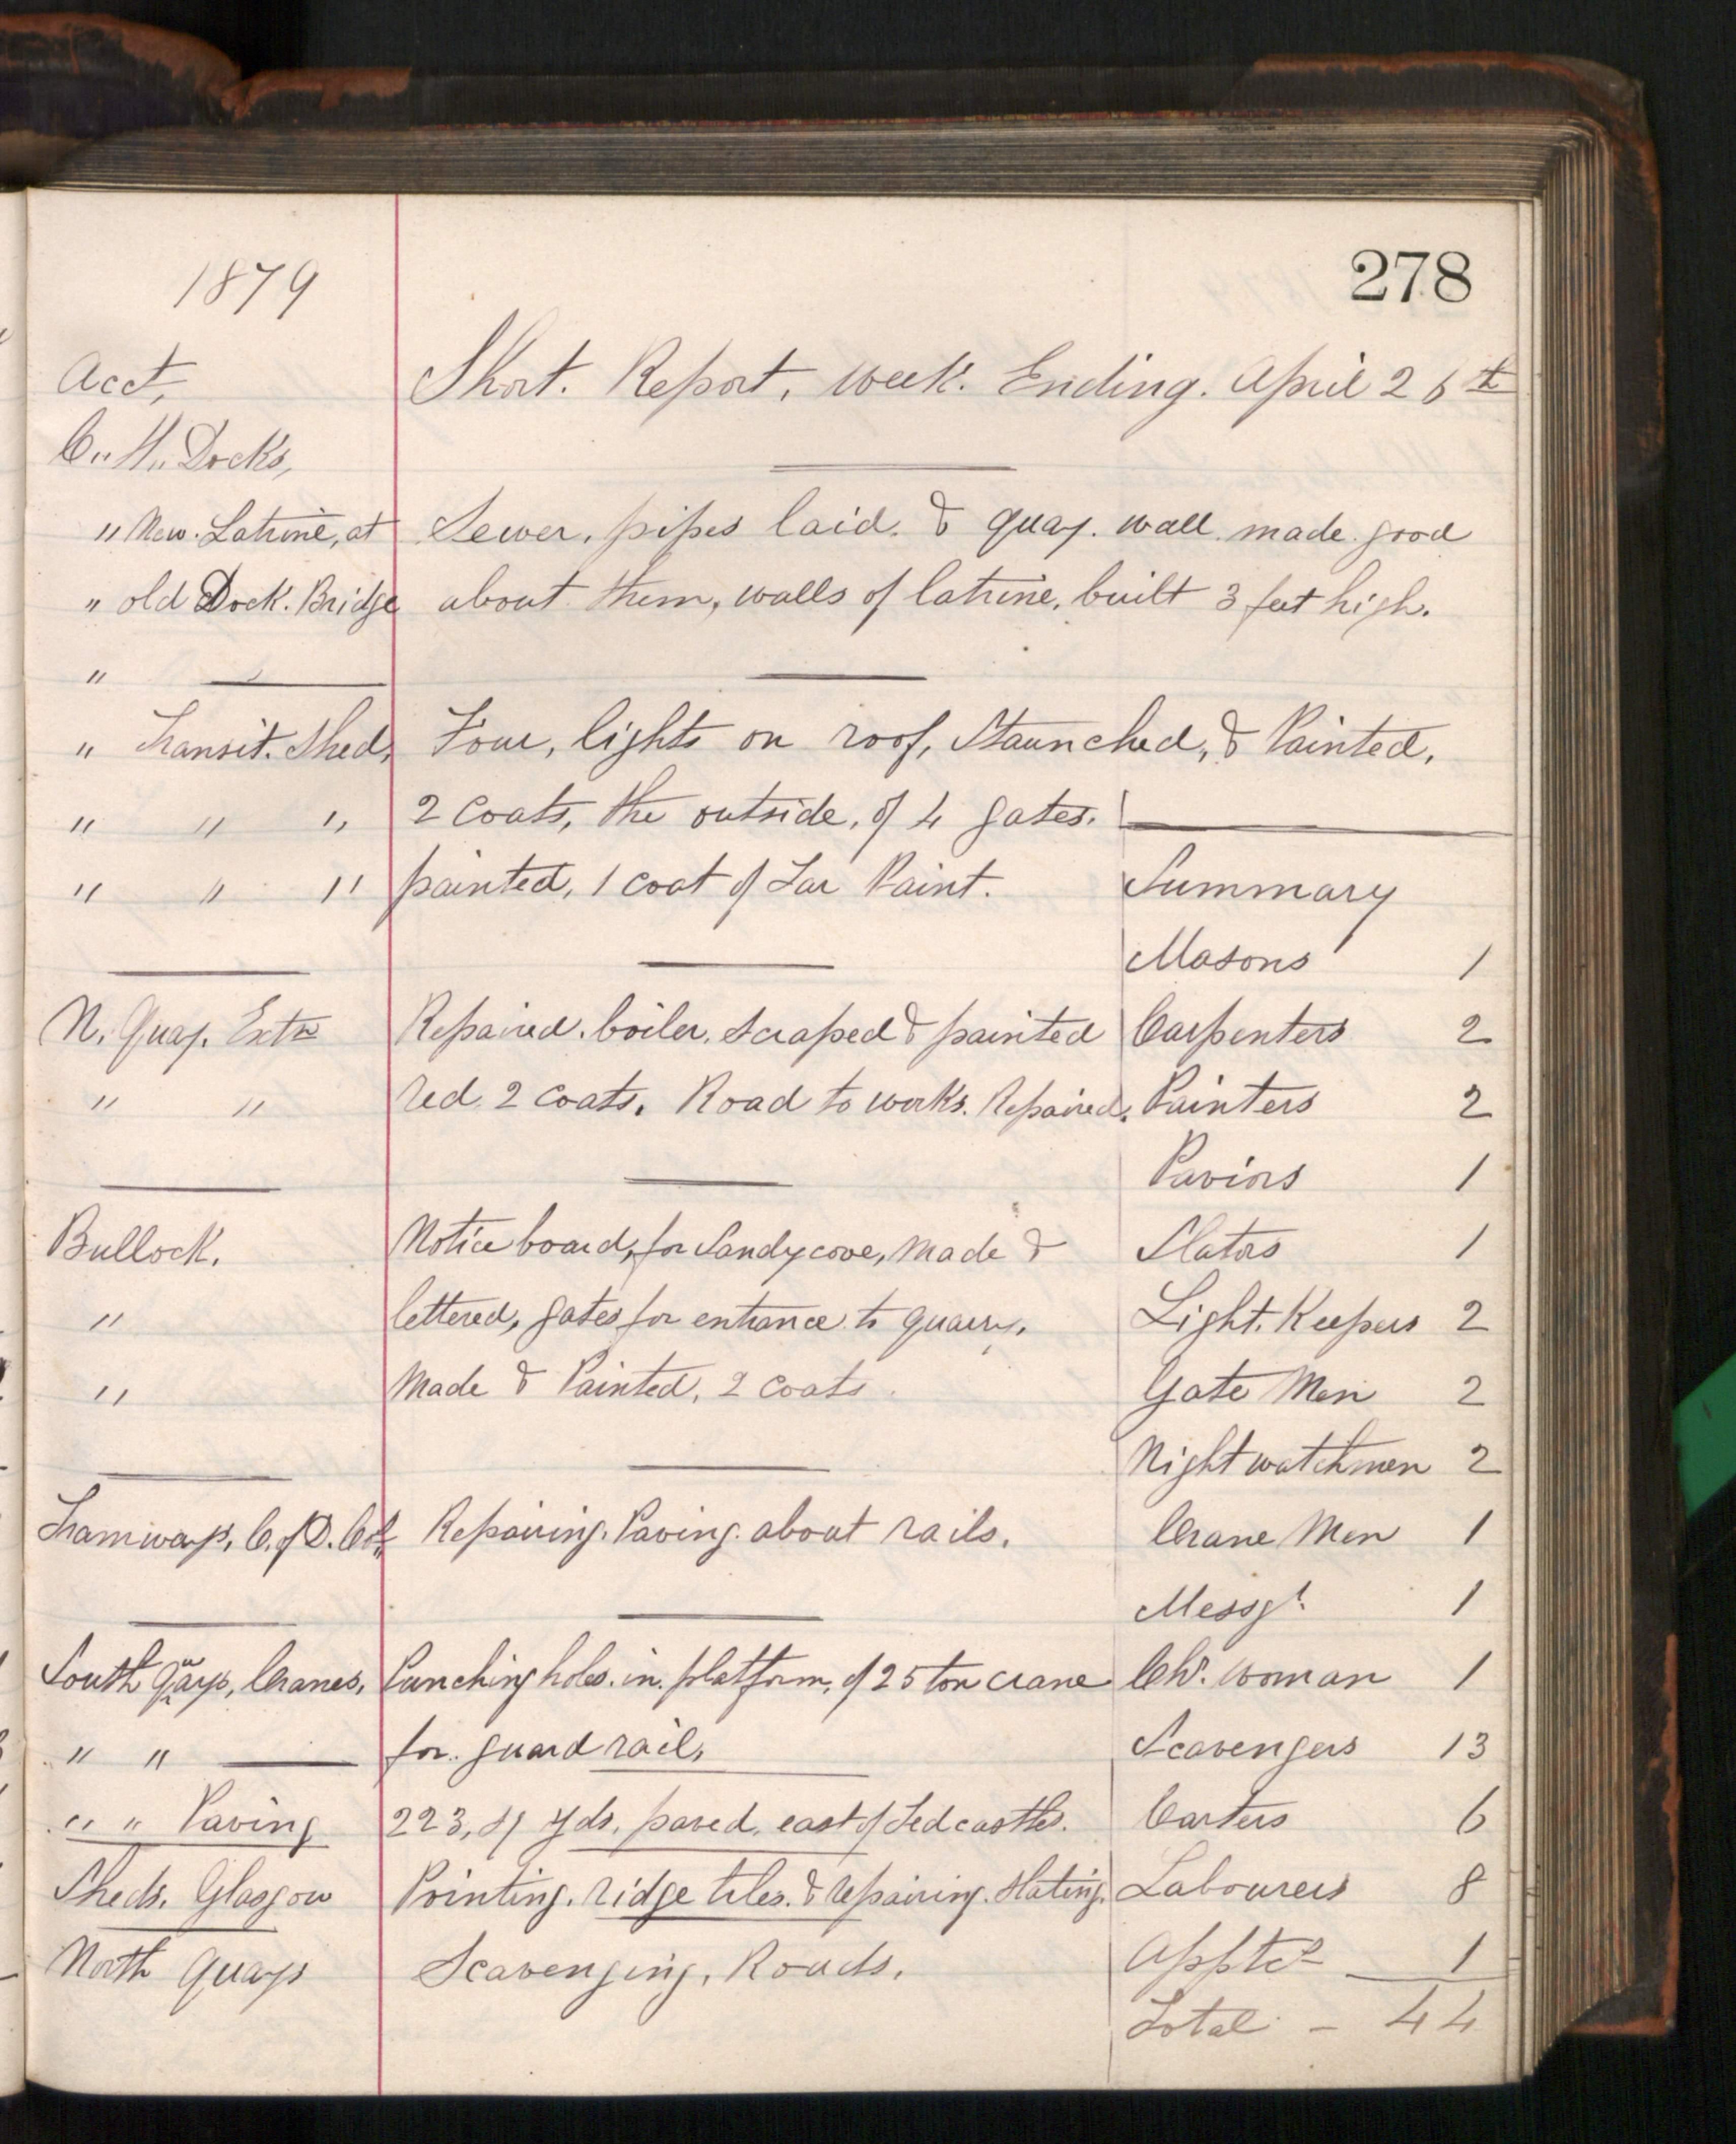 1879
278
Acct,
Short. Report, week. Ending. April 26th
C. H. Docks,
" New. Latrine, at Sewer, pipes laid. & quay. wall made good
" old Dock. Bridge about them, walls of latrine, built 3 feet high.
"
" Transit. Shed, Four, lights on roof, Staunched, & Painted,
" " " 2 Coats, the outside, of 4 gates.
" " " painted, 1 coat of Tar Paint. Summary
Masons 1
N. Quay. Extn Repaired. boiler. Scraped & painted Carpenters 2
" " red 2 coats. Road to works. Repaired. Painters 2
Paviors 1
Bullock. Notice board, for Sandycove, Made & Slators 1
" lettered, gates for entrance to quarry, Light. Keepers 2
" Made & Painted, 2 coats. Gate Men 2
Night watchmen 2
Tramways, C. of D. Repairing. Paving. about rails. Crane Men 1
Messgr. 1
South Quays, Cranes, Punching holes. in. platform, of 25 ton crane Chr. woman 1
" " for. guard rail, Scavengers 13
" " Paving 223, yds. paved. east of Tedcastles. Carters 6
Sheds. Glasgow Pointing. ridge tiles. & repairing. Slating. Labourers 8
North Quays Scavenging, Roads. 1
Total - 44